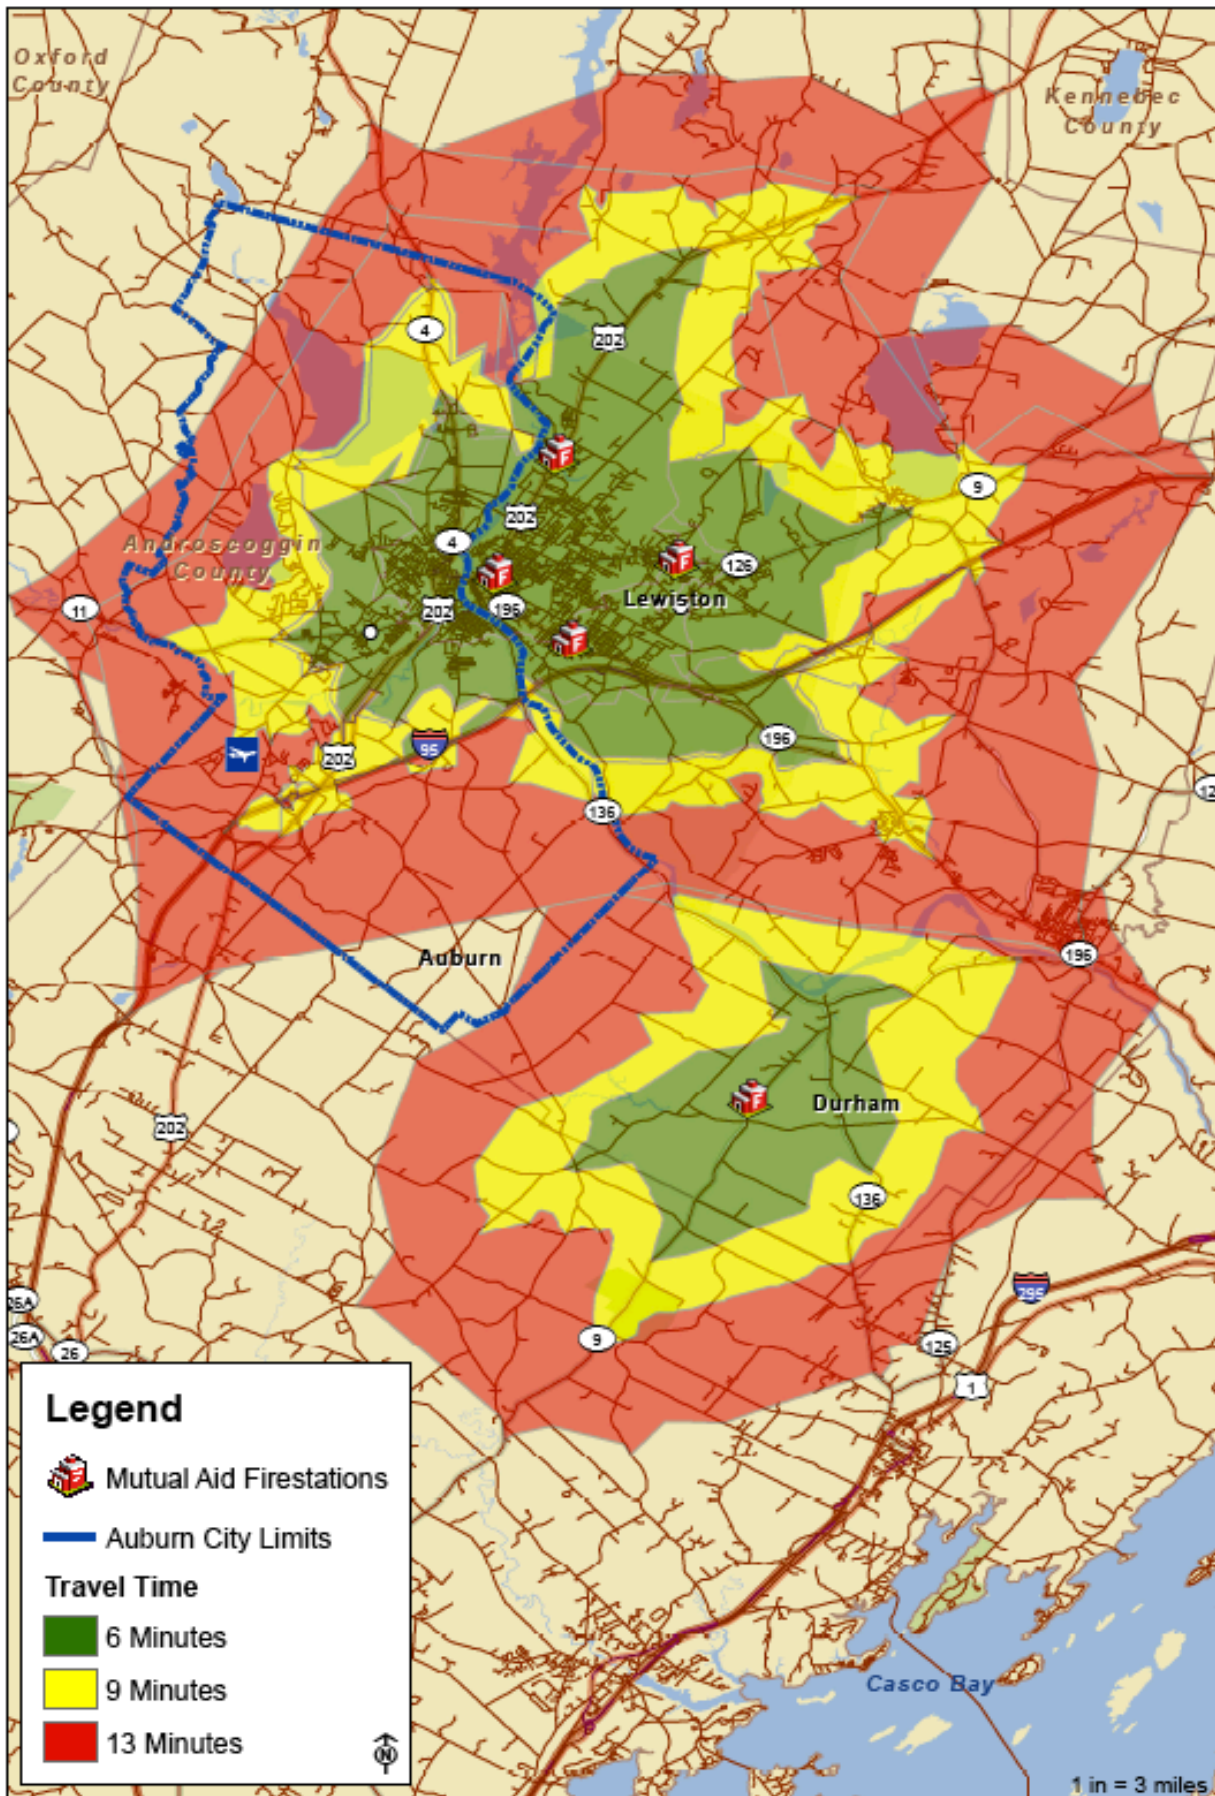 Oxford
County
Kennebec
County
4
202
9
202
4
Androscoggin
County
126
Lewiston
11
202
196
196
95
202
136
12
Auburn
196
Durham
202
136
295
26A
26A
26
9
125
1
Legend
Mutual Aid Firestations
Auburn City Limits
Travel Time
6 Minutes
9 Minutes
13 Minutes
N
Casco Bay
1 in = 3 miles